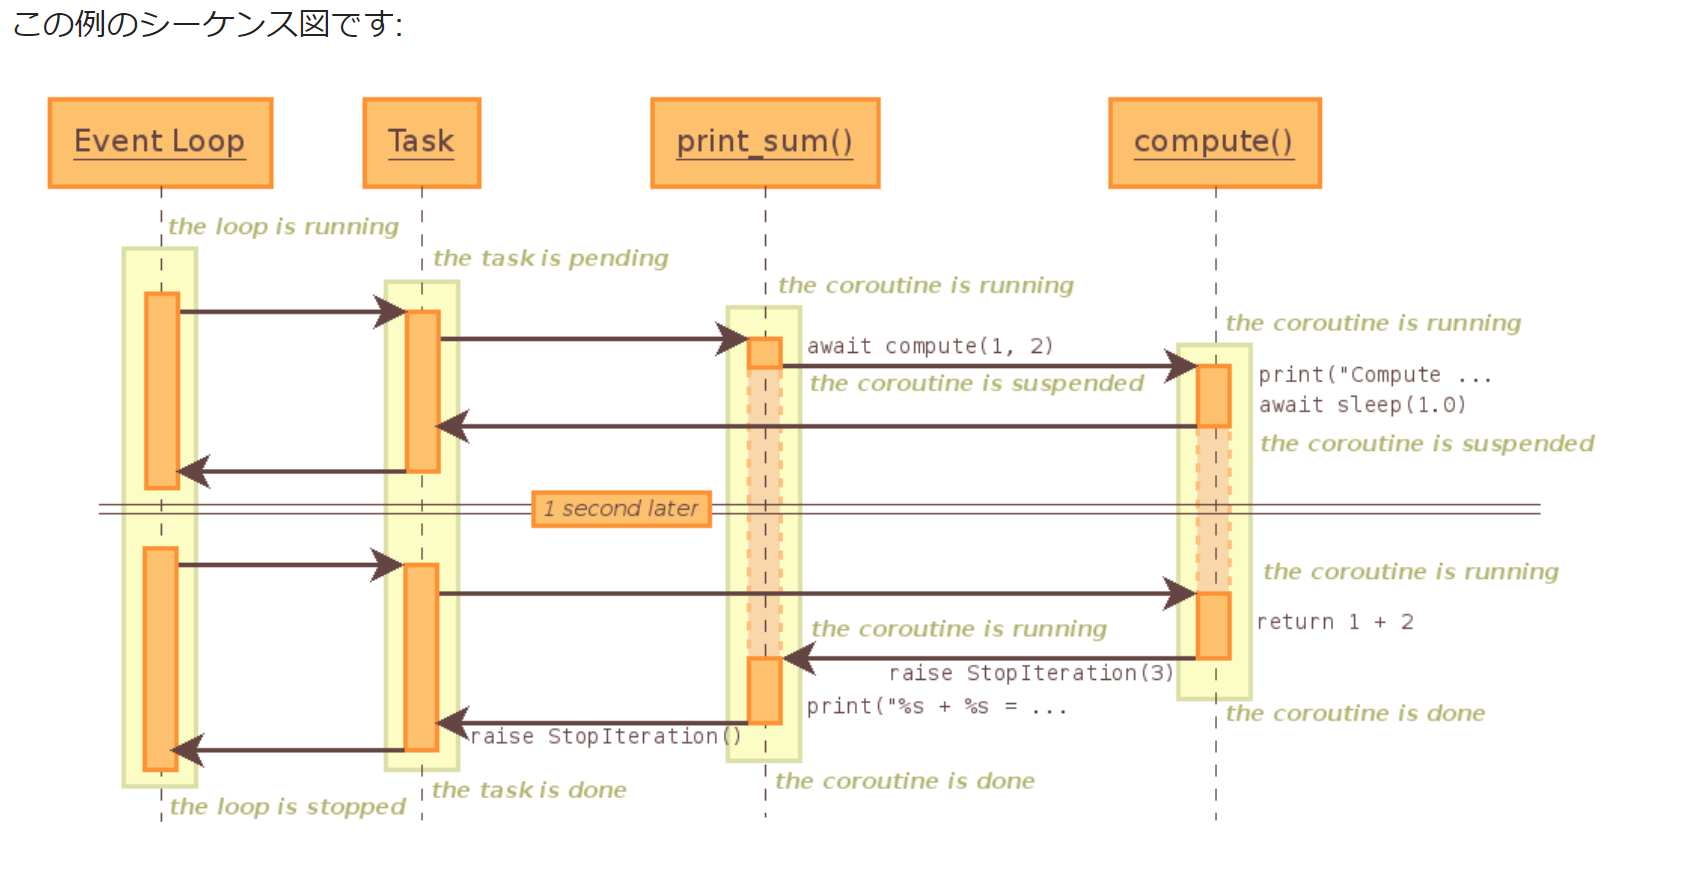 この例のシーケンス図です:
Event Loop
Task
print_sum()
compute()
the loop is running
the task is pending
the coroutine is running
the coroutine is running
await compute(1, 2)
print("Compute ...
the coroutine is suspended
await sleep(1.0)
the coroutine is suspended
1 second later
the coroutine is running
return 1 + 2
the coroutine is running
raise StopIteration(3)
print("%s + %s = ...
the coroutine is done
raise StopIteration()
the coroutine is done
the task is done
the loop is stopped